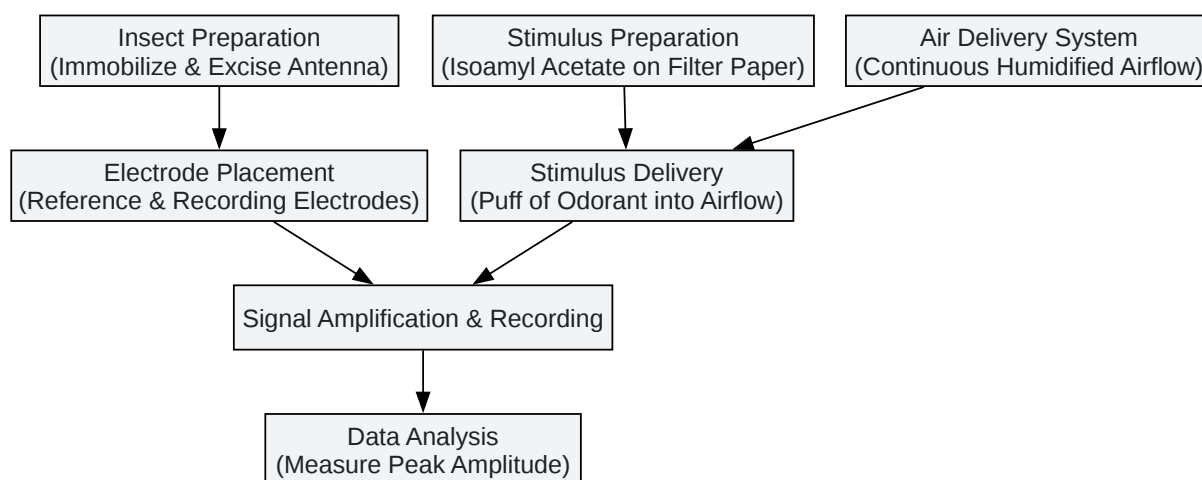 Insect Preparation
(Immobilize & Excise Antenna)
Stimulus Preparation
(Isoamyl Acetate on Filter Paper)
Air Delivery System
(Continuous Humidified Airflow)
Electrode Placement
(Reference & Recording Electrodes)
Stimulus Delivery
(Puff of Odorant into Airflow)
Signal Amplification & Recording
Data Analysis
(Measure Peak Amplitude)